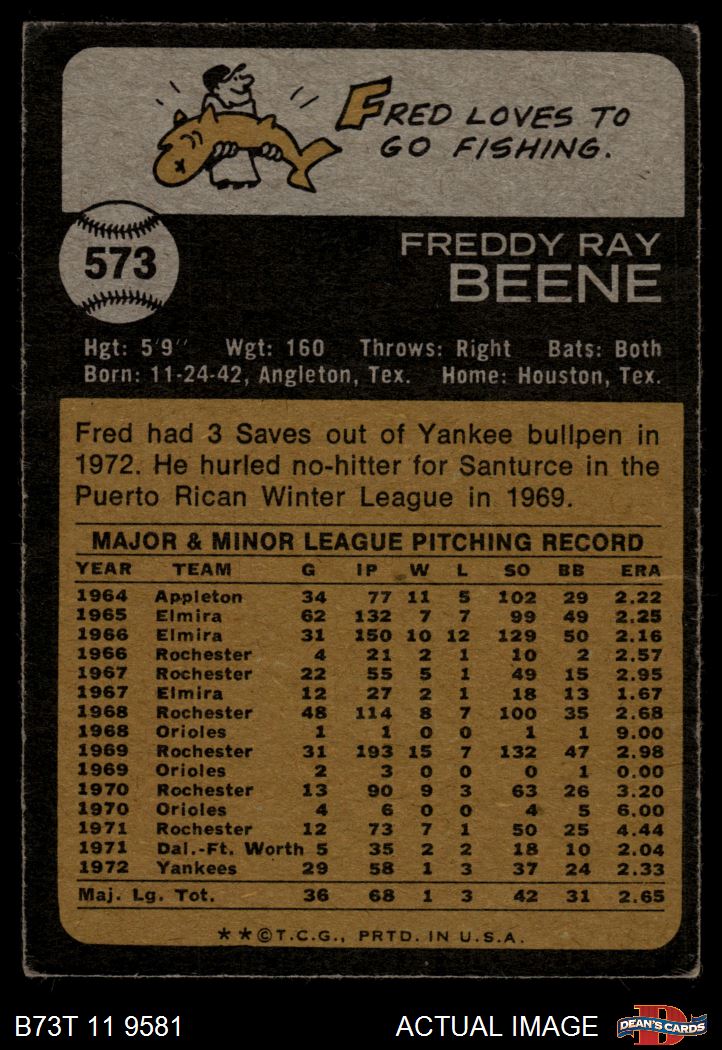 FRED LOVES TO
GO FISHING.
573
FREDDY RAY
BEENE
Hgt: 5'9" Wgt: 160 Throws: Right Bats: Both
Born: 11-24-42, Angleton, Tex. Home: Houston, Tex.
Fred had 3 Saves out of Yankee bullpen in
1972. He hurled no-hitter for Santurce in the
Puerto Rican Winter League in 1969.
MAJOR & MINOR LEAGUE PITCHING RECORD
YEAR TEAM G IP W L SO BB ERA
1964 Appleton 34 77 11 5 102 29 2.22
1965 Elmira 62 132 7 7 99 49 2.25
1966 Elmira 31 150 10 12 129 50 2.16
1966 Rochester 4 21 2 1 10 2 2.57
1967 Rochester 22 55 5 1 49 15 2.95
1967 Elmira 12 27 2 1 18 13 1.67
1968 Rochester 48 114 8 7 100 35 2.68
1968 Orioles 1 1 0 0 1 1 9.00
1969 Rochester 31 193 15 7 132 47 2.98
1969 Orioles 2 3 0 0 0 1 0.00
1970 Rochester 13 90 9 3 63 26 3.20
1970 Orioles 4 6 0 0 4 5 6.00
1971 Rochester 12 73 7 1 50 25 4.44
1971 Dal.-Ft. Worth 5 35 2 2 18 10 2.04
1972 Yankees 29 58 1 3 37 24 2.33
Maj. Lg. Tot. 36 68 1 3 42 31 2.65
**©T.C.G., PRTD. IN U.S.A.
B73T 11 9581 ACTUAL IMAGE
D
DEAN'S CARDS